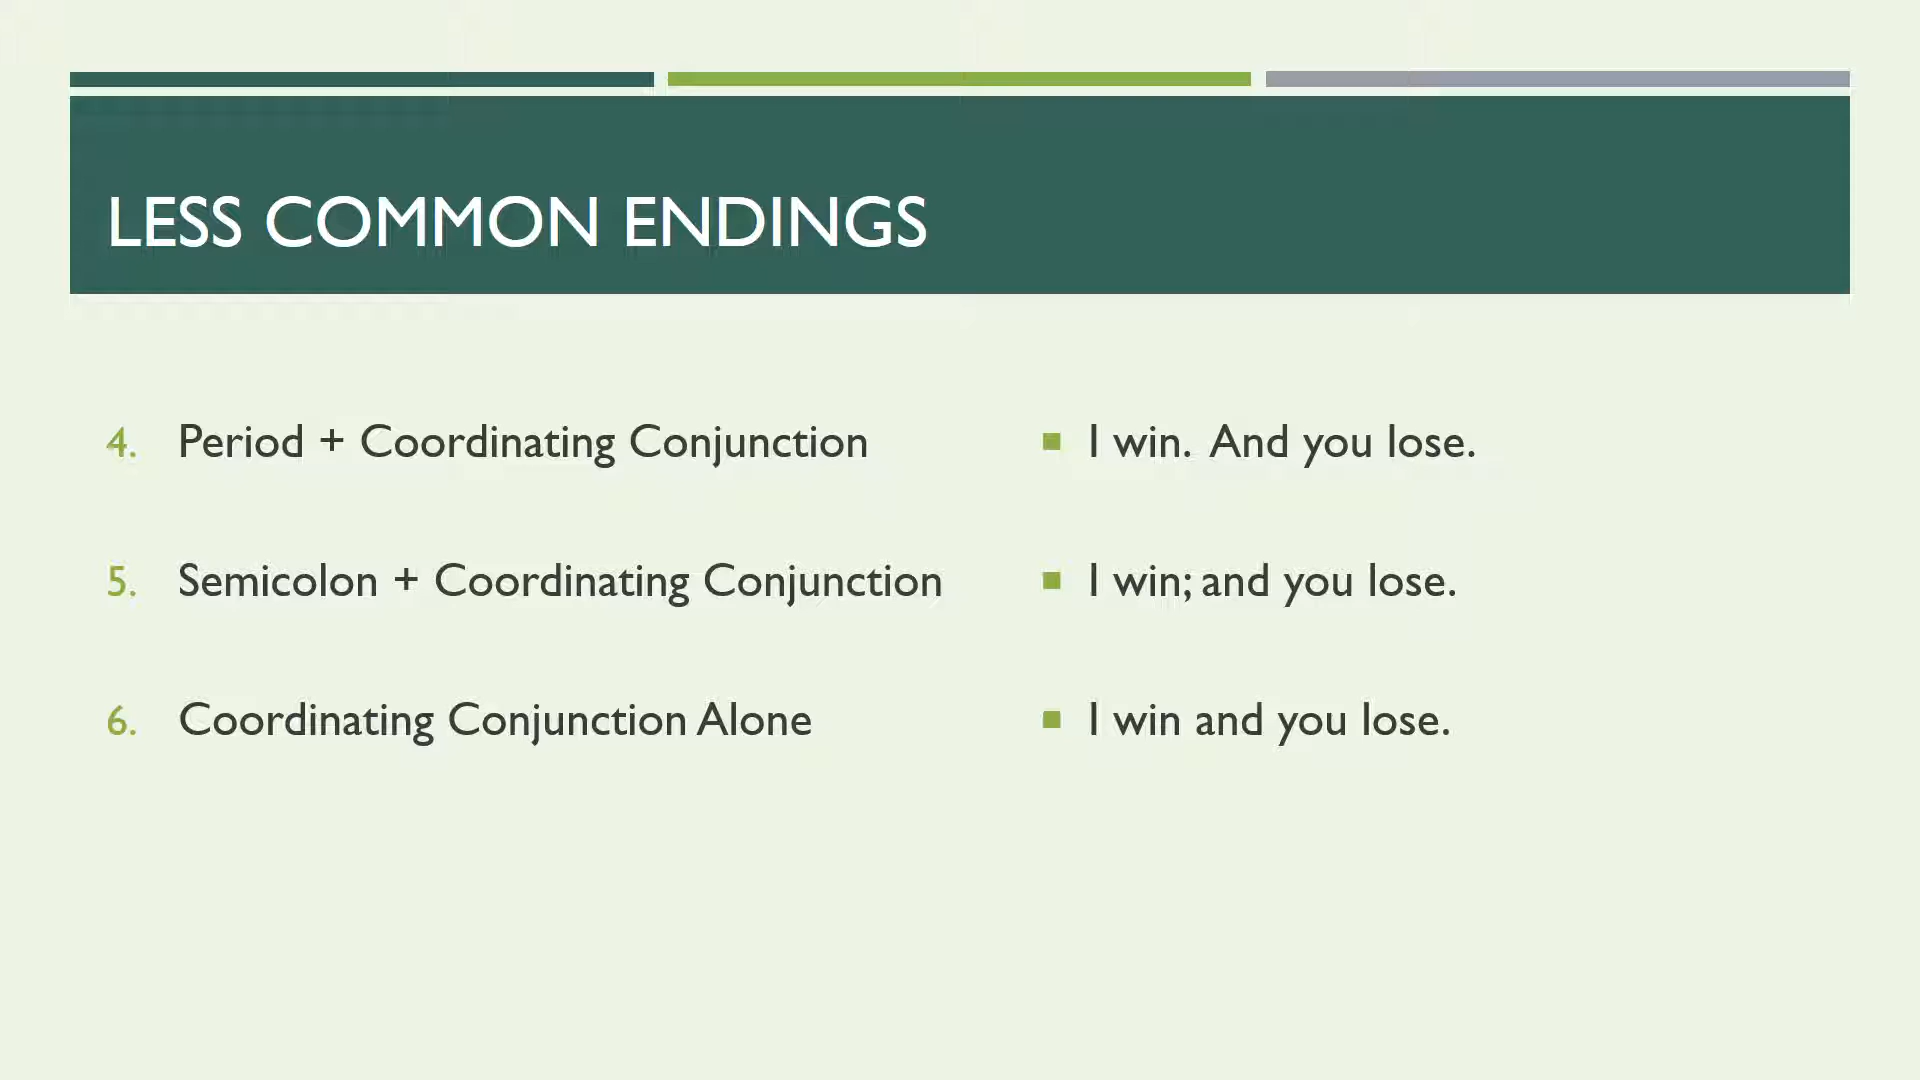 LESS COMMON ENDINGS
4. Period + Coordinating Conjunction
I win.  And you lose.
5. Semicolon + Coordinating Conjunction
I win; and you lose.
6. Coordinating Conjunction Alone
I win and you lose.